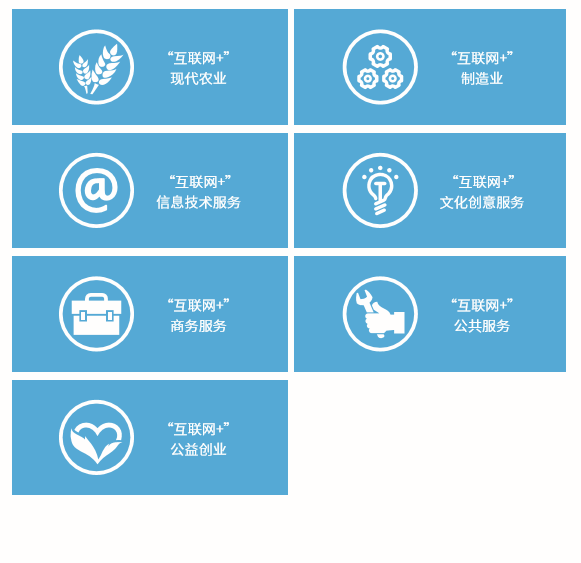 “互联网+”
现代农业
“互联网+”
制造业
@
“互联网+”
信息技术服务
“互联网+”
文化创意服务
“互联网+”
商务服务
“互联网+”
公共服务
“互联网+”
公益创业